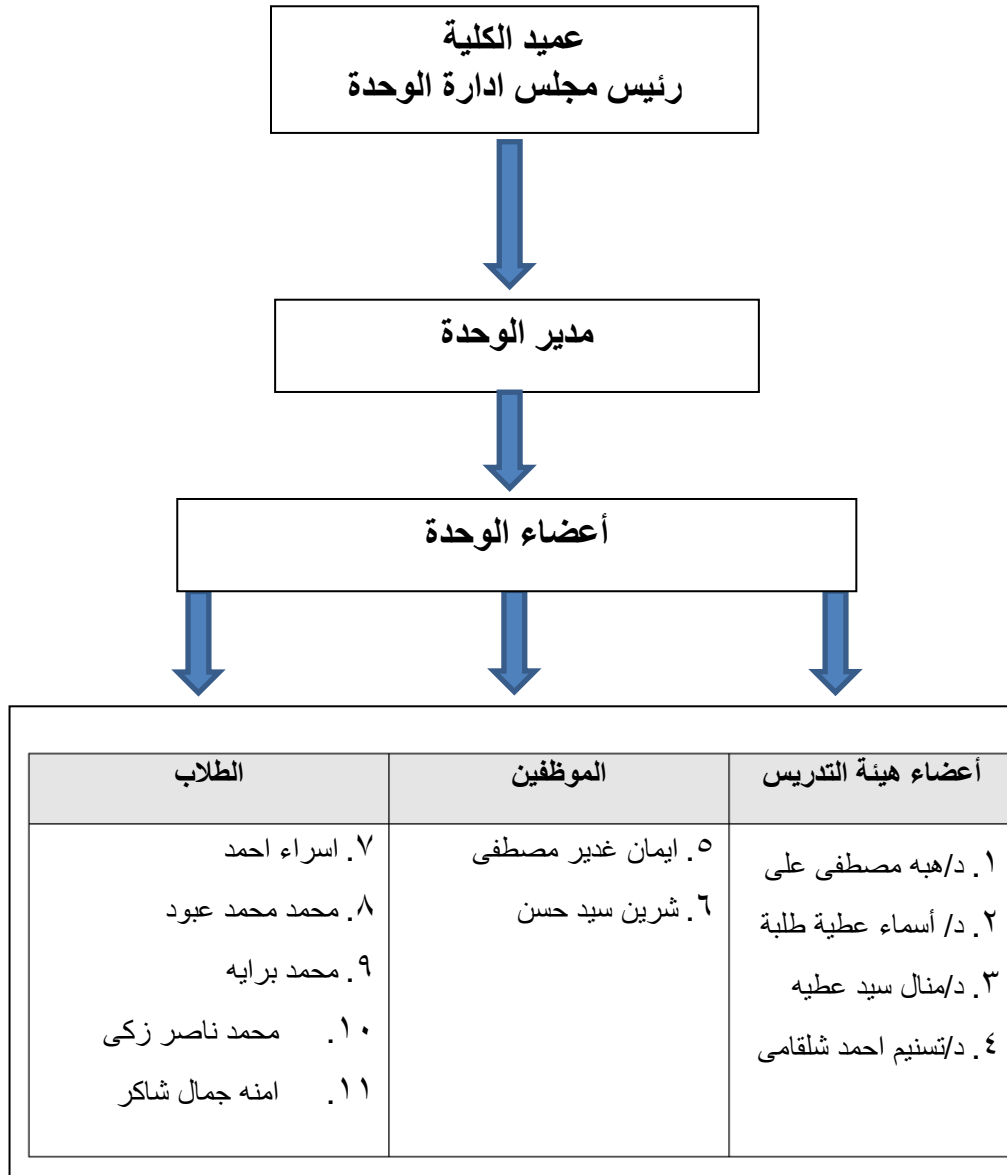 عميد الكلية
رئيس مجلس ادارة الوحدة
مدير الوحدة
أعضاء الوحدة
أعضاء هيئة التدريس
١. د/هبه مصطفى على
٢. د/ أسماء عطية طلبة
٣. د/منال سيد عطيه
٤. د/تسنيم احمد شلقامى
الموظفين
٥. ايمان غدير مصطفى
٦. شرين سيد حسن
الطلاب
٧. اسراء احمد
٨. محمد محمد عبود
٩. محمد برايه
١٠. محمد ناصر زكى
١١. امنه جمال شاكر